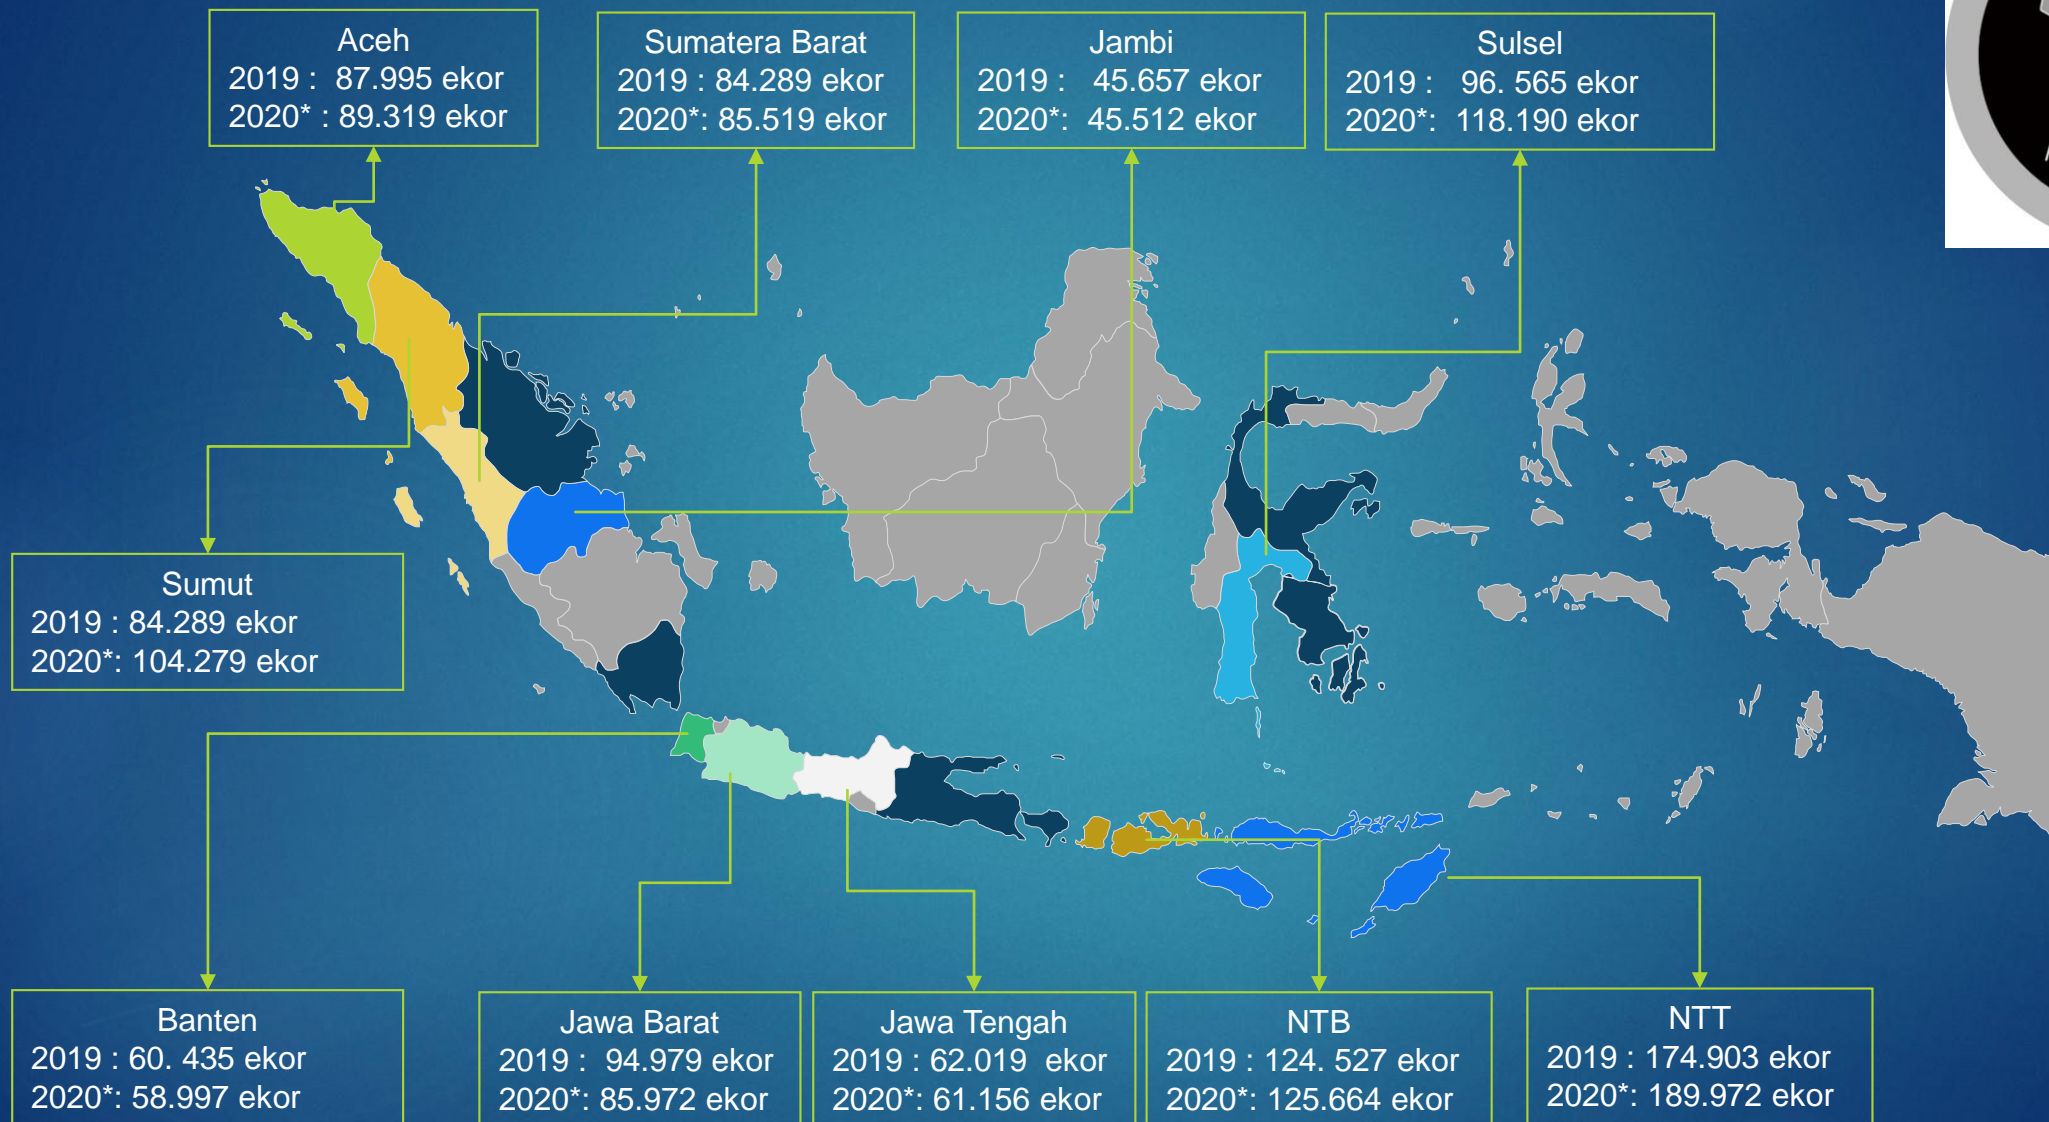 Aceh
2019 : 87.995 ekor
2020* : 89.319 ekor
Sumatera Barat
2019 : 84.289 ekor
2020*: 85.519 ekor
Jambi
2019 : 45.657 ekor
2020*: 45.512 ekor
Sulsel
2019 : 96. 565 ekor
2020*: 118.190 ekor
Sumut
2019 : 84.289 ekor
2020*: 104.279 ekor
Banten
2019 : 60. 435 ekor
2020*: 58.997 ekor
Jawa Barat
2019 : 94.979 ekor
2020*: 85.972 ekor
Jawa Tengah
2019 : 62.019 ekor
2020*: 61.156 ekor
NTB
2019 : 124. 527 ekor
2020*: 125.664 ekor
NTT
2019 : 174.903 ekor
2020*: 189.972 ekor